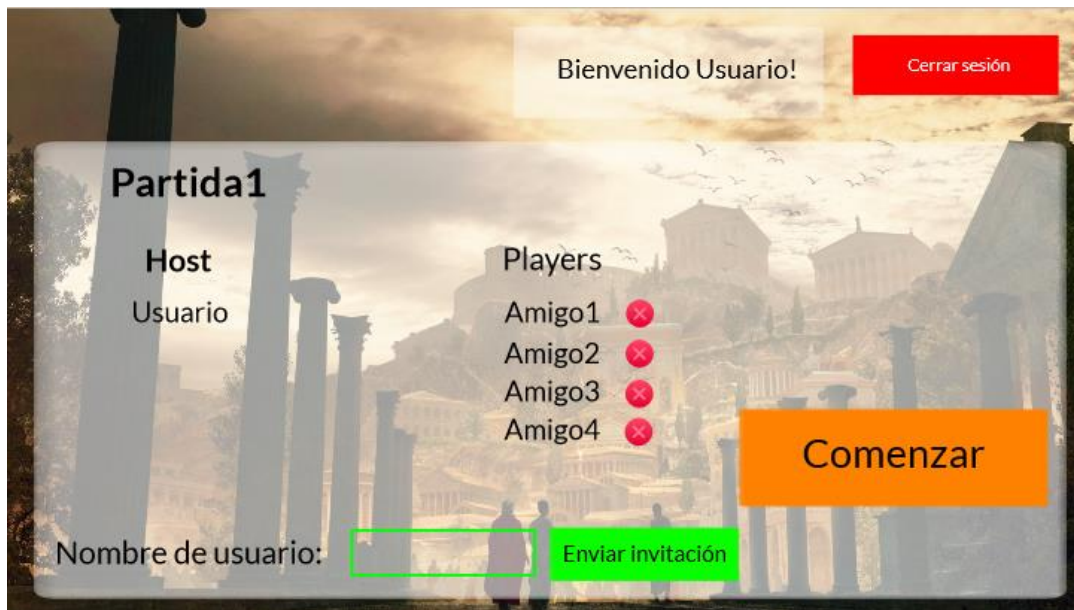 Bienvenido Usuario!
Cerrar sesión
Partida1
Host
Players
Usuario
Amigo1
Amigo2
Amigo3
Amigo4
Comenzar
Nombre de usuario:
Enviar invitación